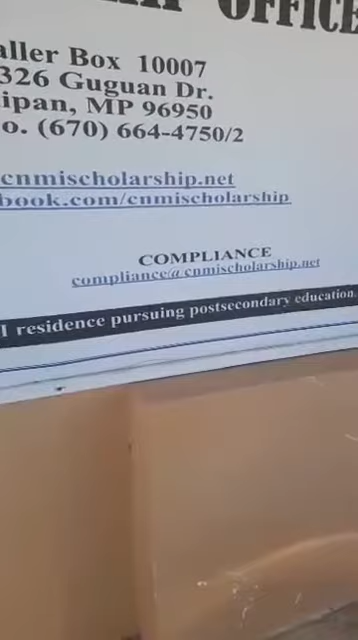 OFFICE
aller Box 10007
326 Guguan Dr.
ipan, MP 96950
o. (670) 664-4750/2
cnmischolarship.net
book.com/cnmischolarship
COMPLIANCE
compliance@cnmischolarship.net
I residence pursuing postsecondary education.